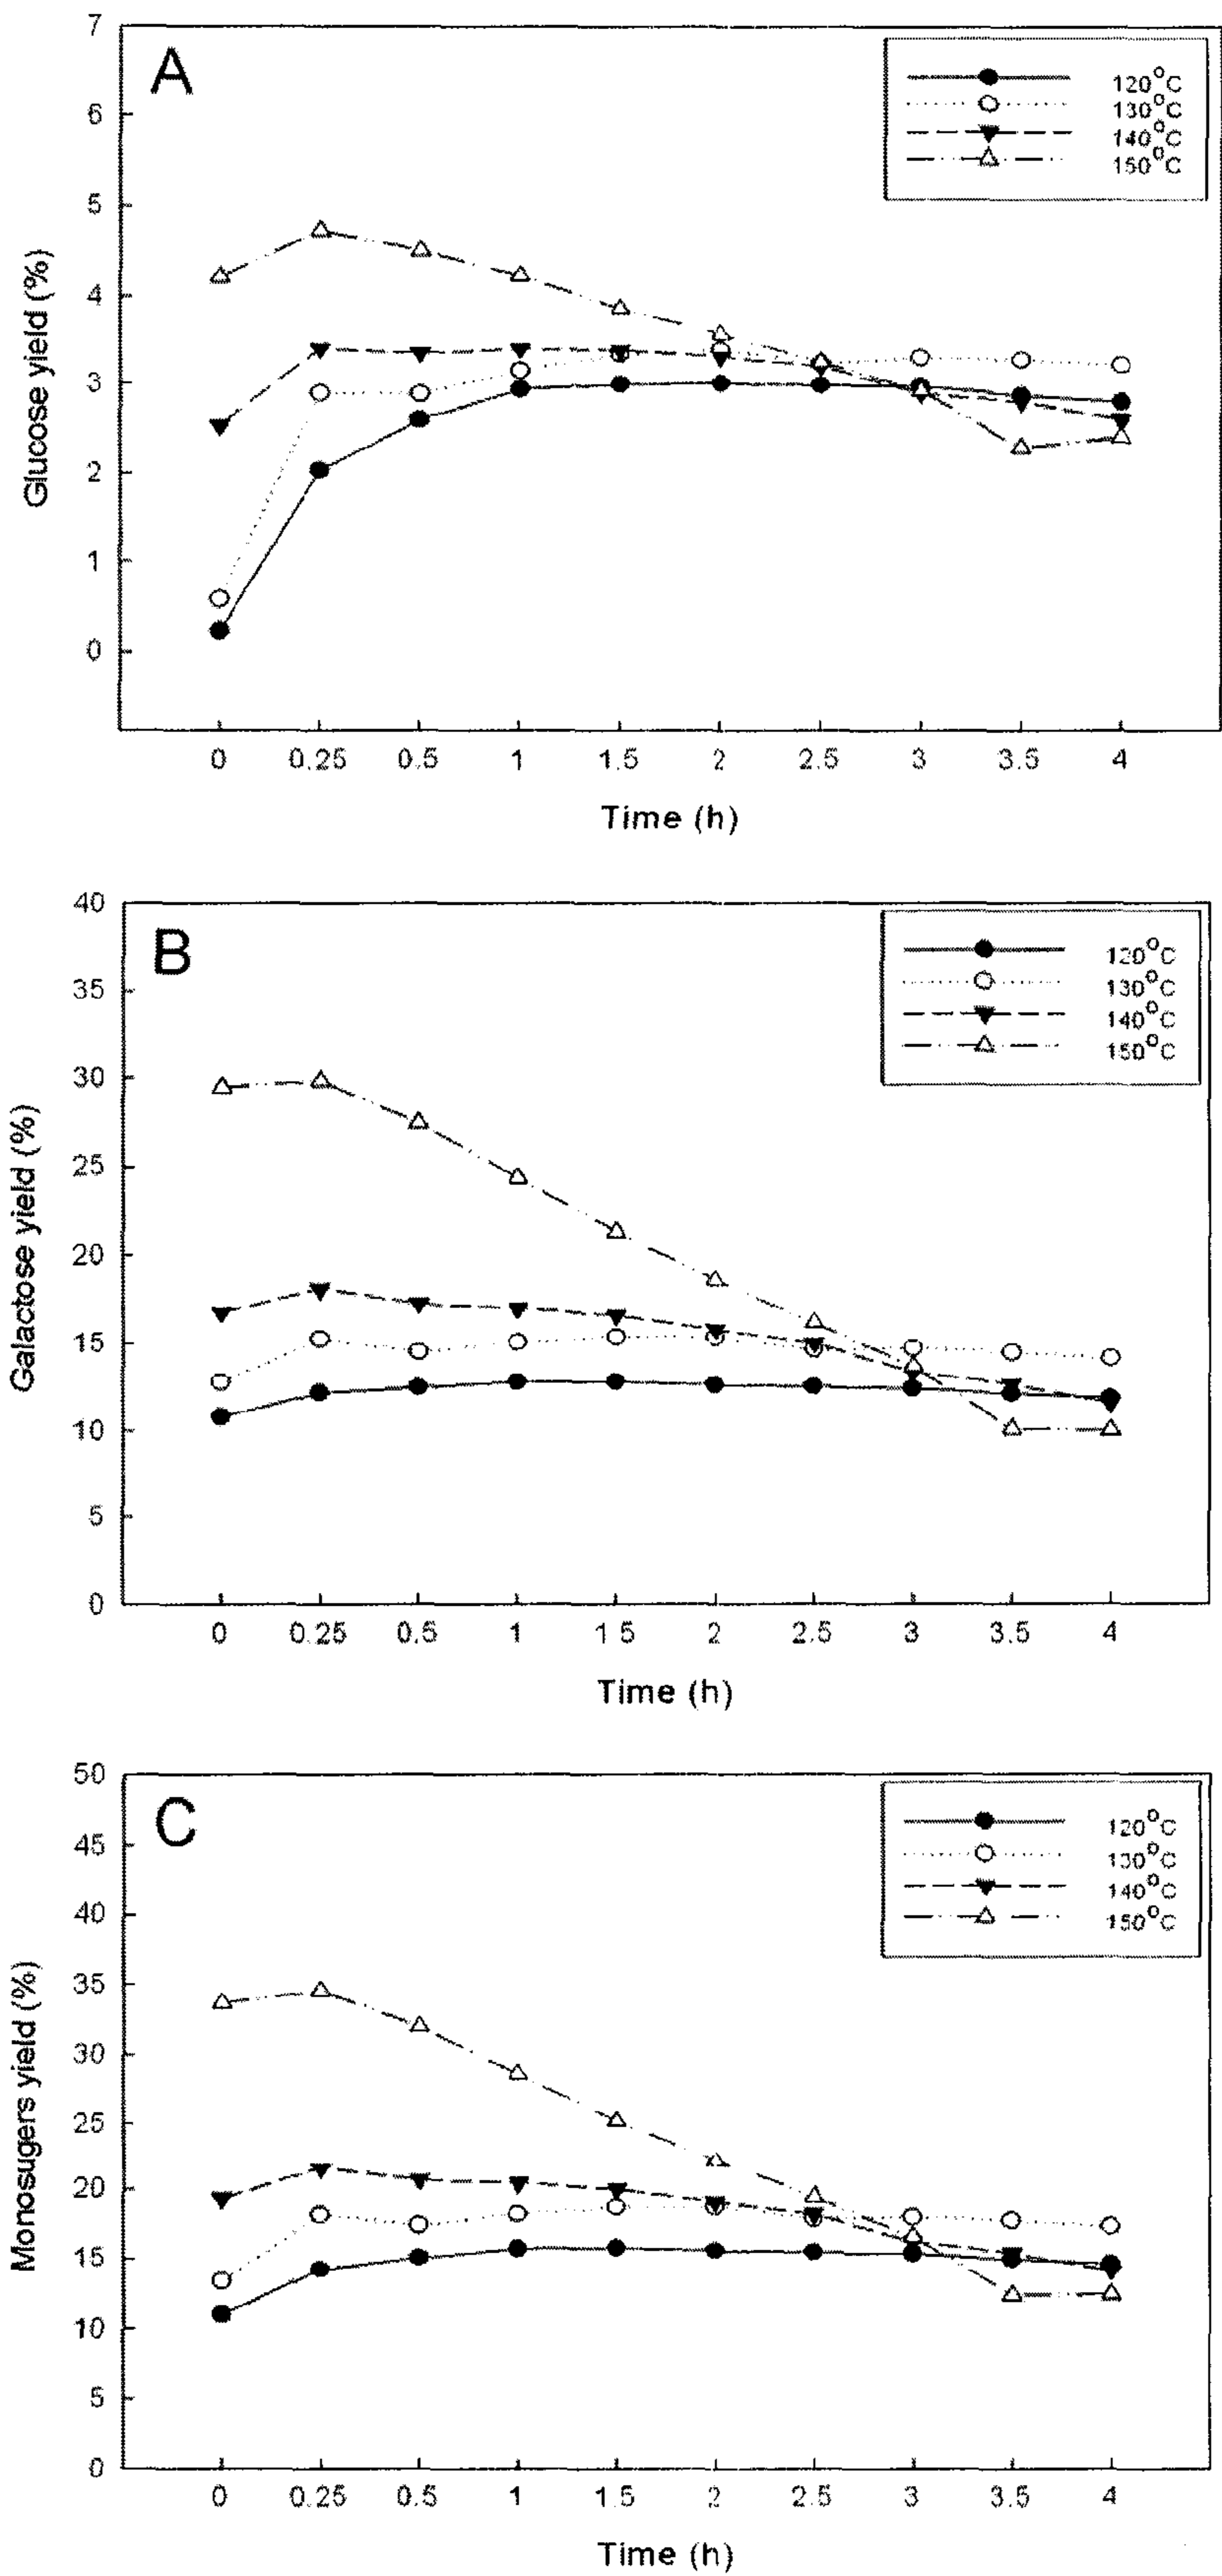 A
7
6
5
4
3
2
1
0
Glucose yield (%)
120°C
130°C
140°C
150°C
0 0.25 0.5 1 1.5 2 2.5 3 3.5 4
Time (h)
B
40
35
30
25
20
15
10
5
0
Galactose yield (%)
120°C
130°C
140°C
150°C
0 0.25 0.5 1 1.5 2 2.5 3 3.5 4
Time (h)
C
50
45
40
35
30
25
20
15
10
5
0
Monosugers yield (%)
120°C
130°C
140°C
150°C
0 0.25 0.5 1 1.5 2 2.5 3 3.5 4
Time (h)